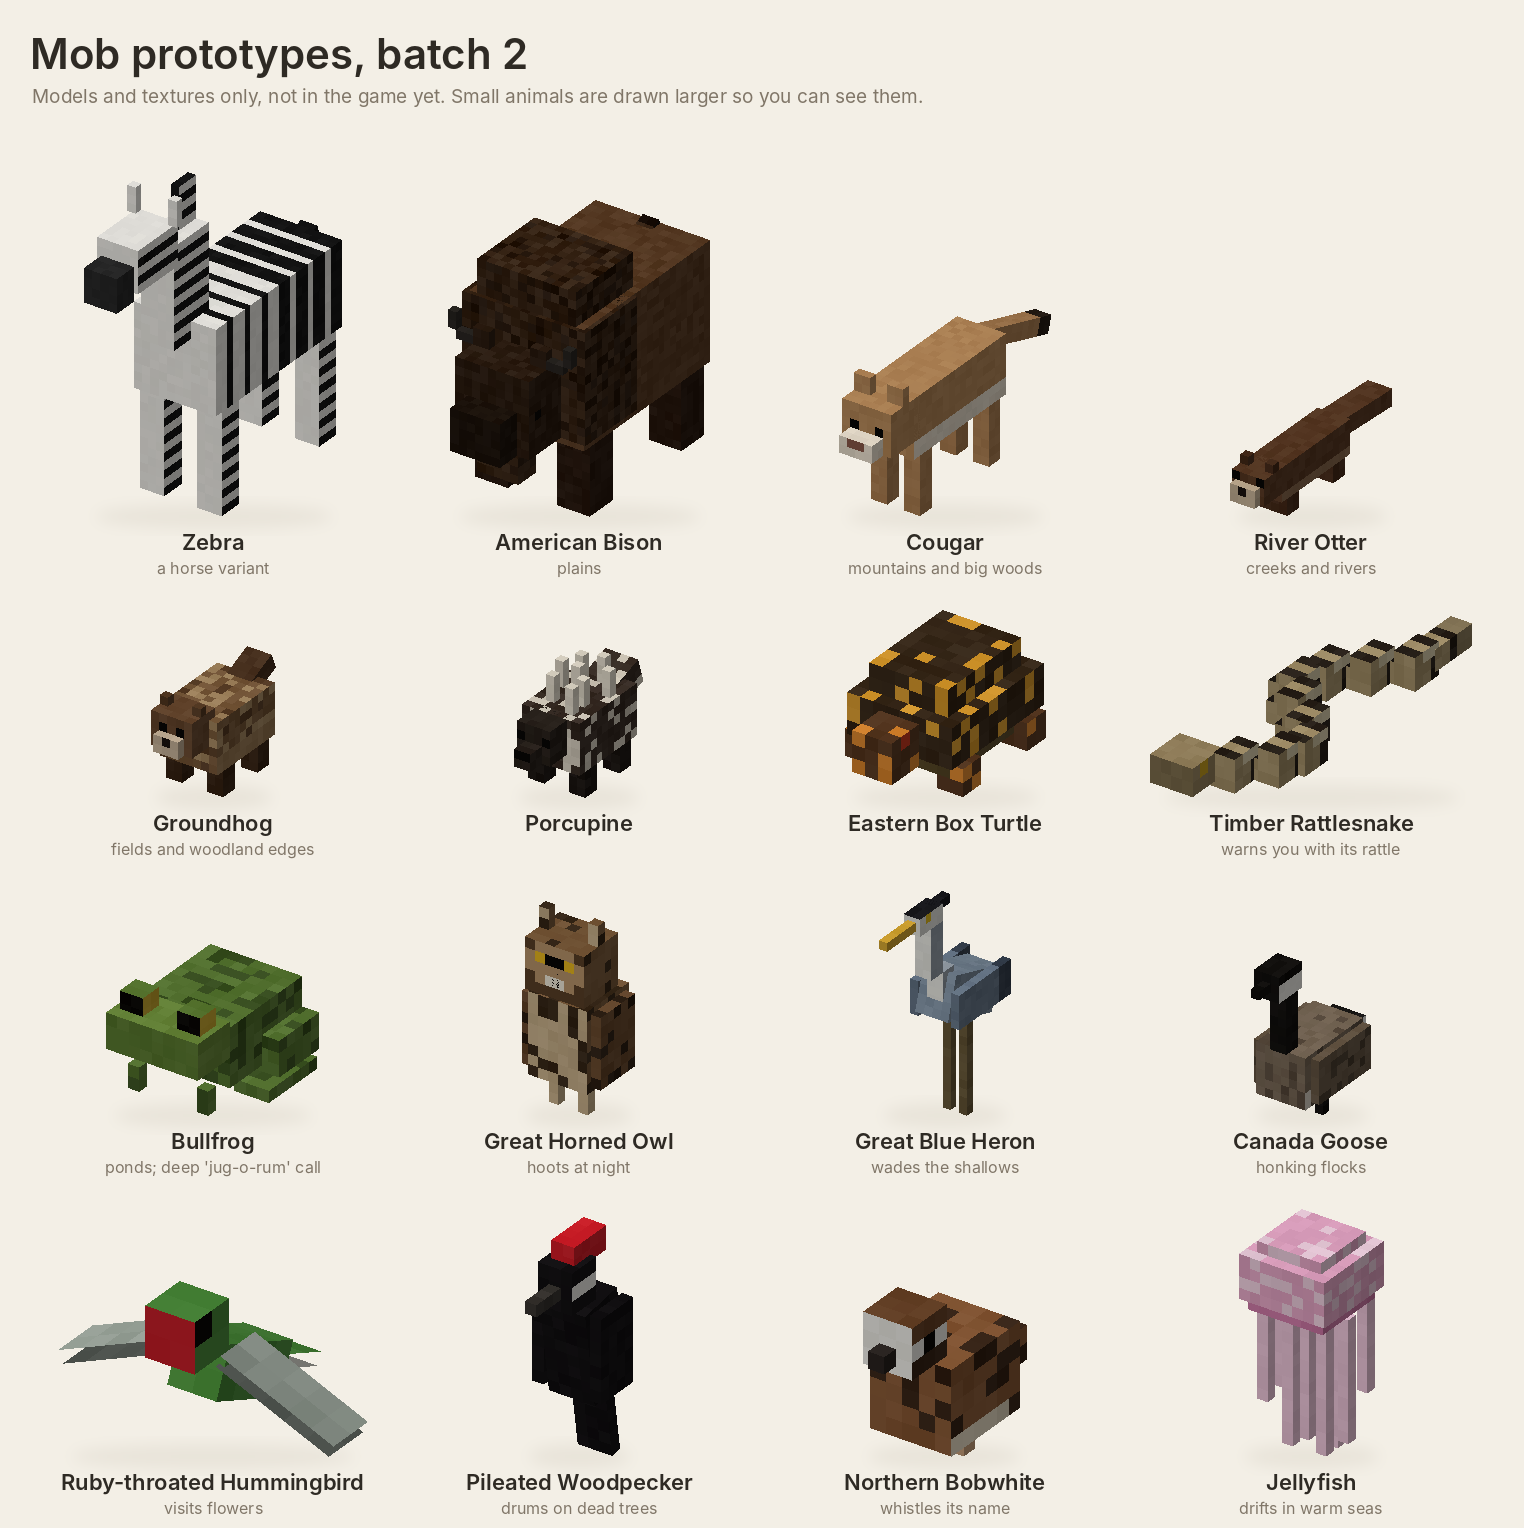 Mob prototypes, batch 2
Models and textures only, not in the game yet. Small animals are drawn larger so you can see them.
Zebra
a horse variant
American Bison
plains
Cougar
mountains and big woods
River Otter
creeks and rivers
Groundhog
fields and woodland edges
Porcupine
Eastern Box Turtle
Timber Rattlesnake
warns you with its rattle
Bullfrog
ponds; deep 'jug-o-rum' call
Great Horned Owl
hoots at night
Great Blue Heron
wades the shallows
Canada Goose
honking flocks
Ruby-throated Hummingbird
visits flowers
Pileated Woodpecker
drums on dead trees
Northern Bobwhite
whistles its name
Jellyfish
drifts in warm seas